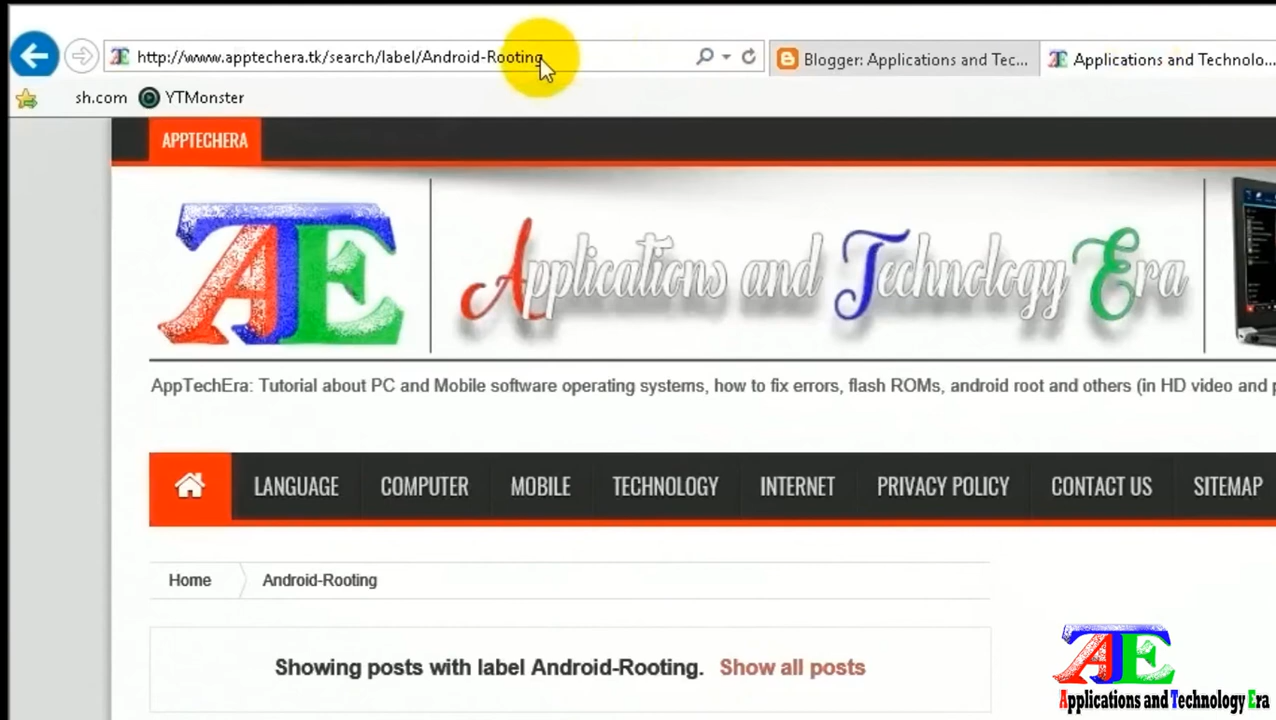 http://www.apptechera.tk/search/label/Android-Rooting
Blogger: Applications and Tec...
Applications and Technolo...
sh.com
YTMonster
APPTECHERA
ATE
Applications and Technology Era
AppTechEra: Tutorial about PC and Mobile software operating systems, how to fix errors, flash ROMs, android root and others (in HD video and p
LANGUAGE
COMPUTER
MOBILE
TECHNOLOGY
INTERNET
PRIVACY POLICY
CONTACT US
SITEMAP
Home
Android-Rooting
Showing posts with label Android-Rooting. Show all posts
ATE
Applications and Technology Era